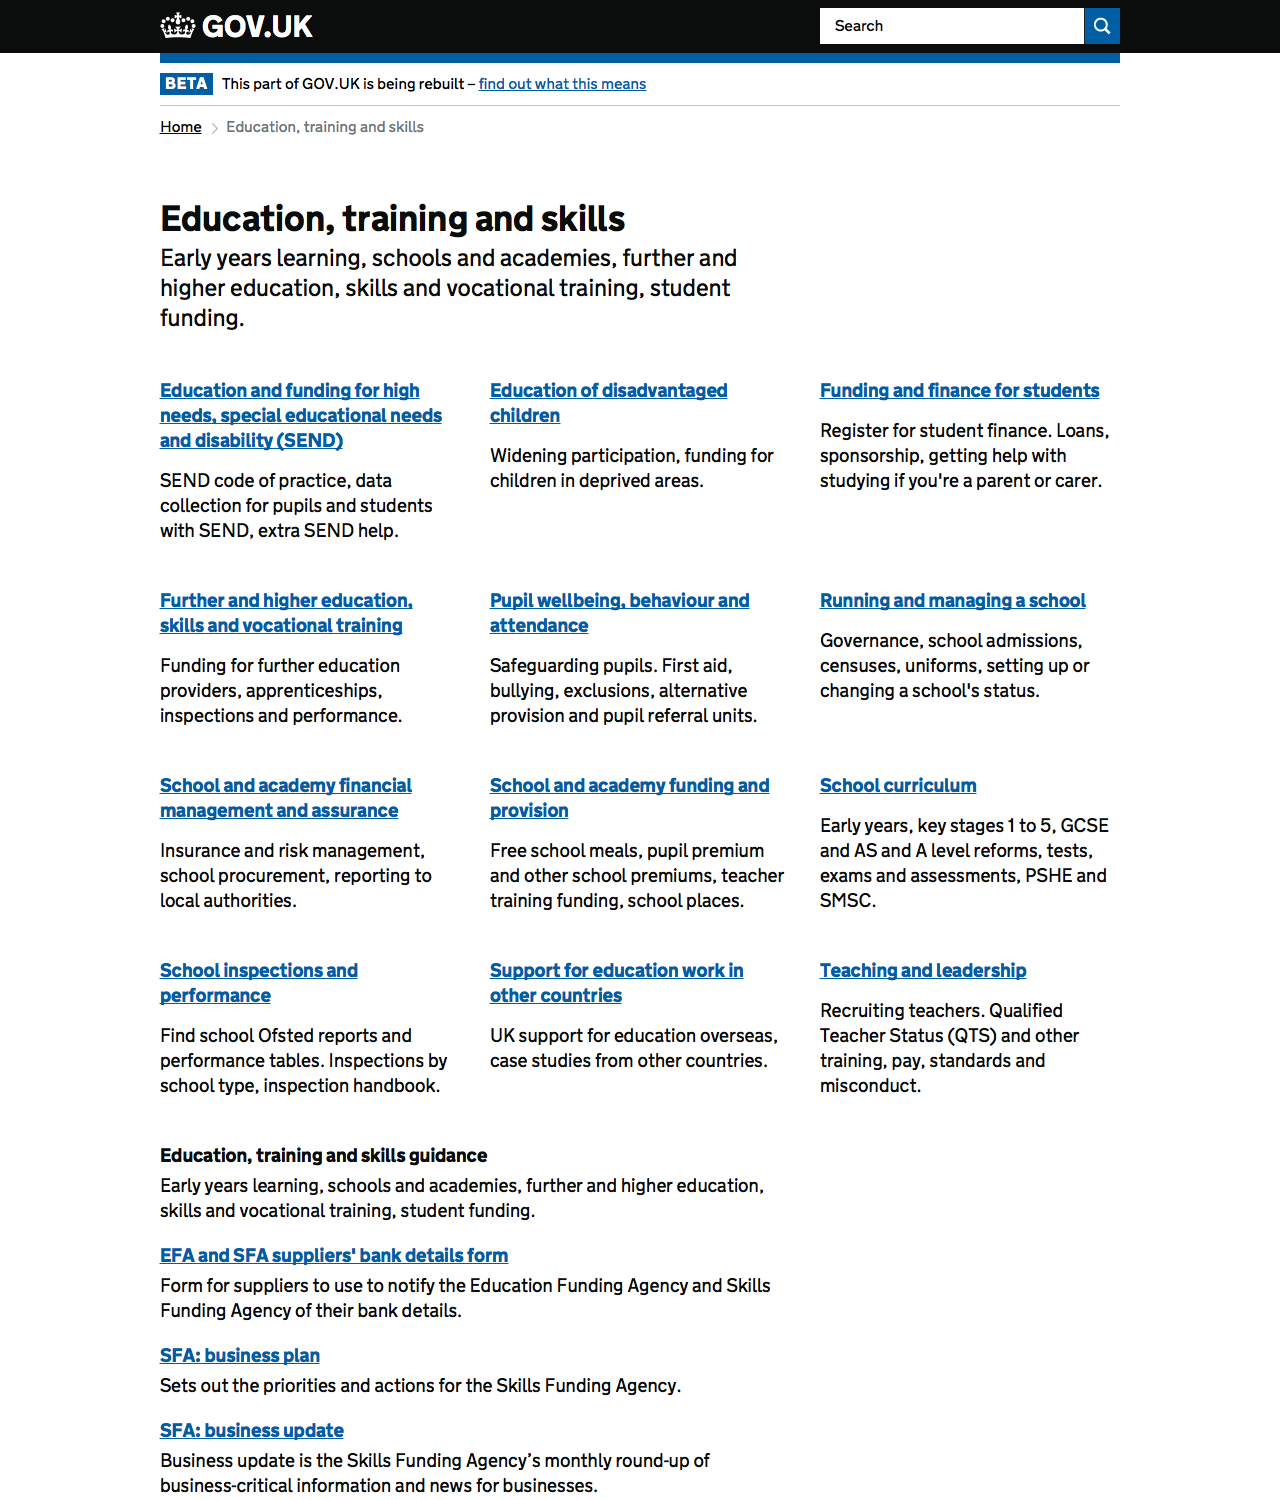 GOV.UK
Search
BETA This part of GOV.UK is being rebuilt – find out what this means
Home Education, training and skills
Education, training and skills
Early years learning, schools and academies, further and
higher education, skills and vocational training, student
funding.
Education and funding for high
needs, special educational needs
and disability (SEND)
SEND code of practice, data
collection for pupils and students
with SEND, extra SEND help.
Education of disadvantaged
children
Widening participation, funding for
children in deprived areas.
Funding and finance for students
Register for student finance. Loans,
sponsorship, getting help with
studying if you're a parent or carer.
Further and higher education,
skills and vocational training
Funding for further education
providers, apprenticeships,
inspections and performance.
Pupil wellbeing, behaviour and
attendance
Safeguarding pupils. First aid,
bullying, exclusions, alternative
provision and pupil referral units.
Running and managing a school
Governance, school admissions,
censuses, uniforms, setting up or
changing a school's status.
School and academy financial
management and assurance
Insurance and risk management,
school procurement, reporting to
local authorities.
School and academy funding and
provision
Free school meals, pupil premium
and other school premiums, teacher
training funding, school places.
School curriculum
Early years, key stages 1 to 5, GCSE
and AS and A level reforms, tests,
exams and assessments, PSHE and
SMSC.
School inspections and
performance
Find school Ofsted reports and
performance tables. Inspections by
school type, inspection handbook.
Support for education work in
other countries
UK support for education overseas,
case studies from other countries.
Teaching and leadership
Recruiting teachers. Qualified
Teacher Status (QTS) and other
training, pay, standards and
misconduct.
Education, training and skills guidance
Early years learning, schools and academies, further and higher education,
skills and vocational training, student funding.
EFA and SFA suppliers' bank details form
Form for suppliers to use to notify the Education Funding Agency and Skills
Funding Agency of their bank details.
SFA: business plan
Sets out the priorities and actions for the Skills Funding Agency.
SFA: business update
Business update is the Skills Funding Agency’s monthly round-up of
business-critical information and news for businesses.